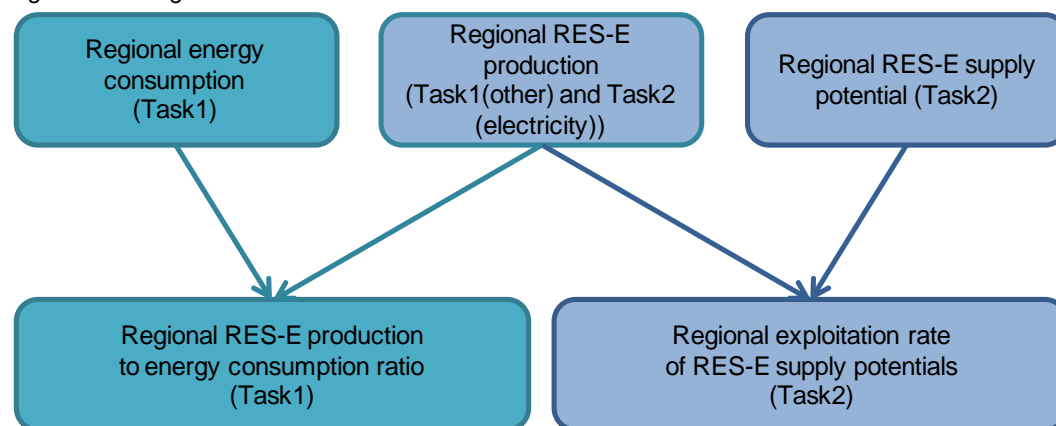 Regional energy
consumption
(Task1)
Regional RES-E
production
(Task1(other) and Task2
(electricity))
Regional RES-E supply
potential (Task2)
Regional RES-E production
to energy consumption ratio
(Task1)
Regional exploitation rate
of RES-E supply potentials
(Task2)